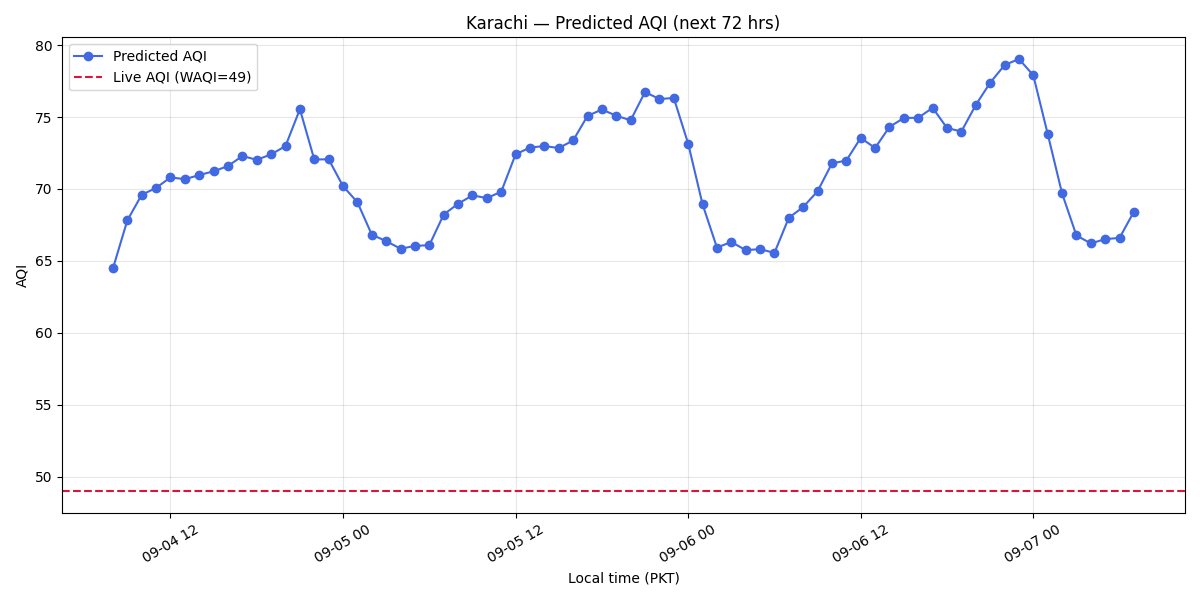 Karachi — Predicted AQI (next 72 hrs)
Predicted AQI
Live AQI (WAQI=49)
80
75
70
65
60
55
50
AQI
09-04 12
09-05 00
09-05 12
09-06 00
09-06 12
09-07 00
Local time (PKT)